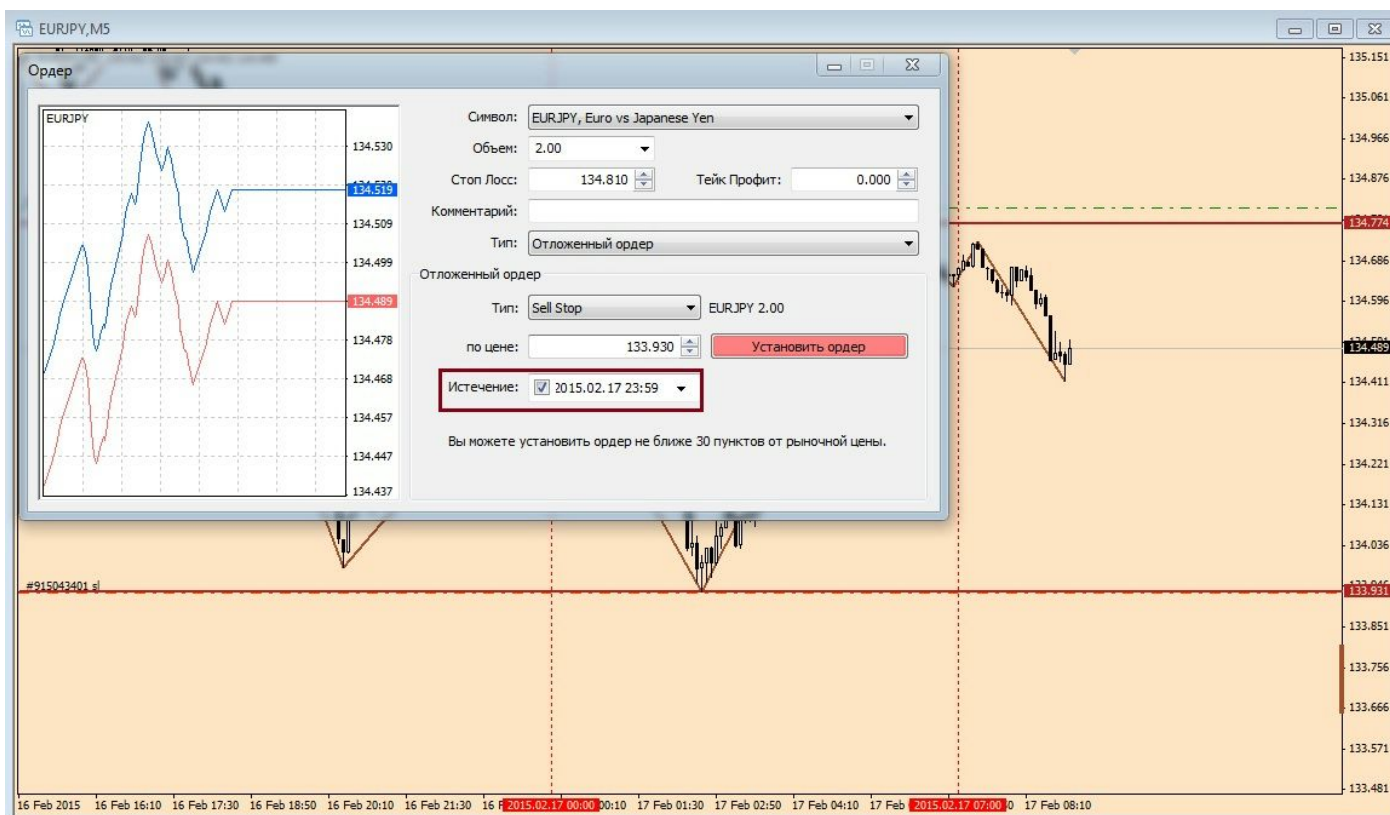 EURJPY,M5
Ордер
EURJPY
134.530
134.519
134.509
134.499
134.489
134.478
134.468
134.457
134.447
134.437
Символ: EURJPY, Euro vs Japanese Yen
Объем: 2.00
Стоп Лосс: 134.810 Тейк Профит: 0.000
Комментарий:
Тип: Отложенный ордер
Отложенный ордер
Тип: Sell Stop EURJPY 2.00
по цене: 133.930 Установить ордер
Истечение: 2015.02.17 23:59
Вы можете установить ордер не ближе 30 пунктов от рыночной цены.
135.151
135.061
134.966
134.876
134.774
134.686
134.596
134.489
134.411
134.316
134.221
134.131
134.036
133.931
133.851
133.756
133.666
133.571
133.481
#915043401 sl
16 Feb 2015 16 Feb 16:10 16 Feb 17:30 16 Feb 18:50 16 Feb 20:10 16 Feb 21:30 2015.02.17 00:00 17 Feb 01:30 17 Feb 02:50 17 Feb 04:10 17 Feb 2015.02.17 07:00 17 Feb 08:10